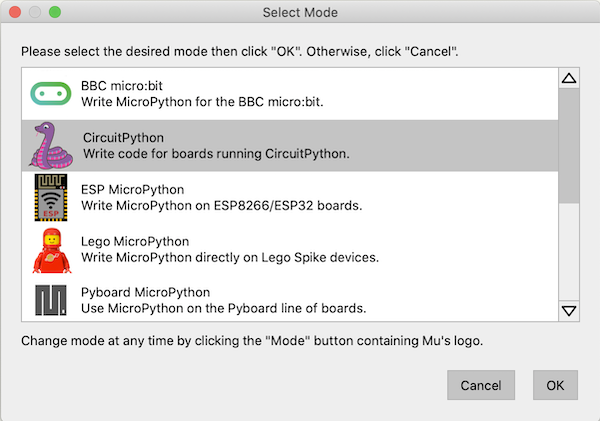 Select Mode
Please select the desired mode then click "OK". Otherwise, click "Cancel".
BBC micro:bit
Write MicroPython for the BBC micro:bit.
CircuitPython
Write code for boards running CircuitPython.
ESP
ESP MicroPython
Write MicroPython on ESP8266/ESP32 boards.
Lego MicroPython
Write MicroPython directly on Lego Spike devices.
Pyboard MicroPython
Use MicroPython on the Pyboard line of boards.
Change mode at any time by clicking the "Mode" button containing Mu's logo.
Cancel
OK